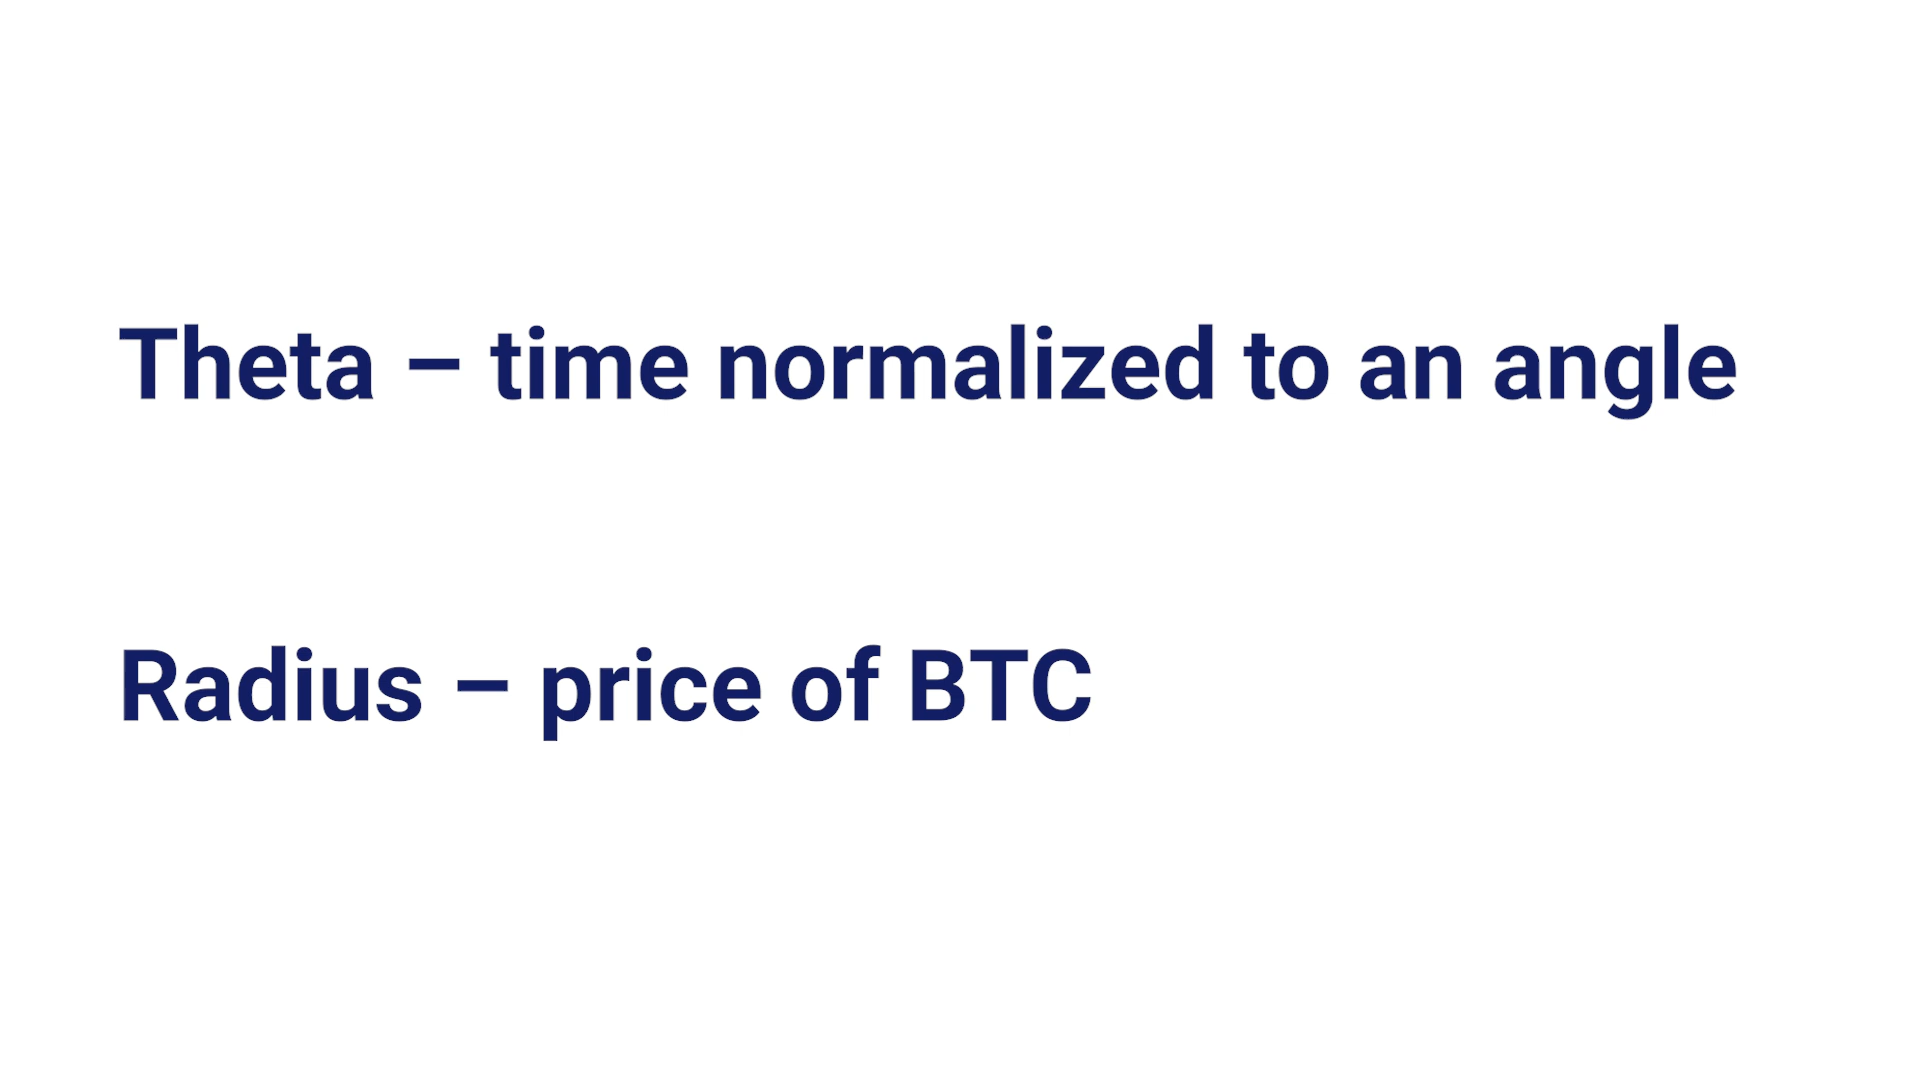 Theta – time normalized to an angle
Radius – price of BTC